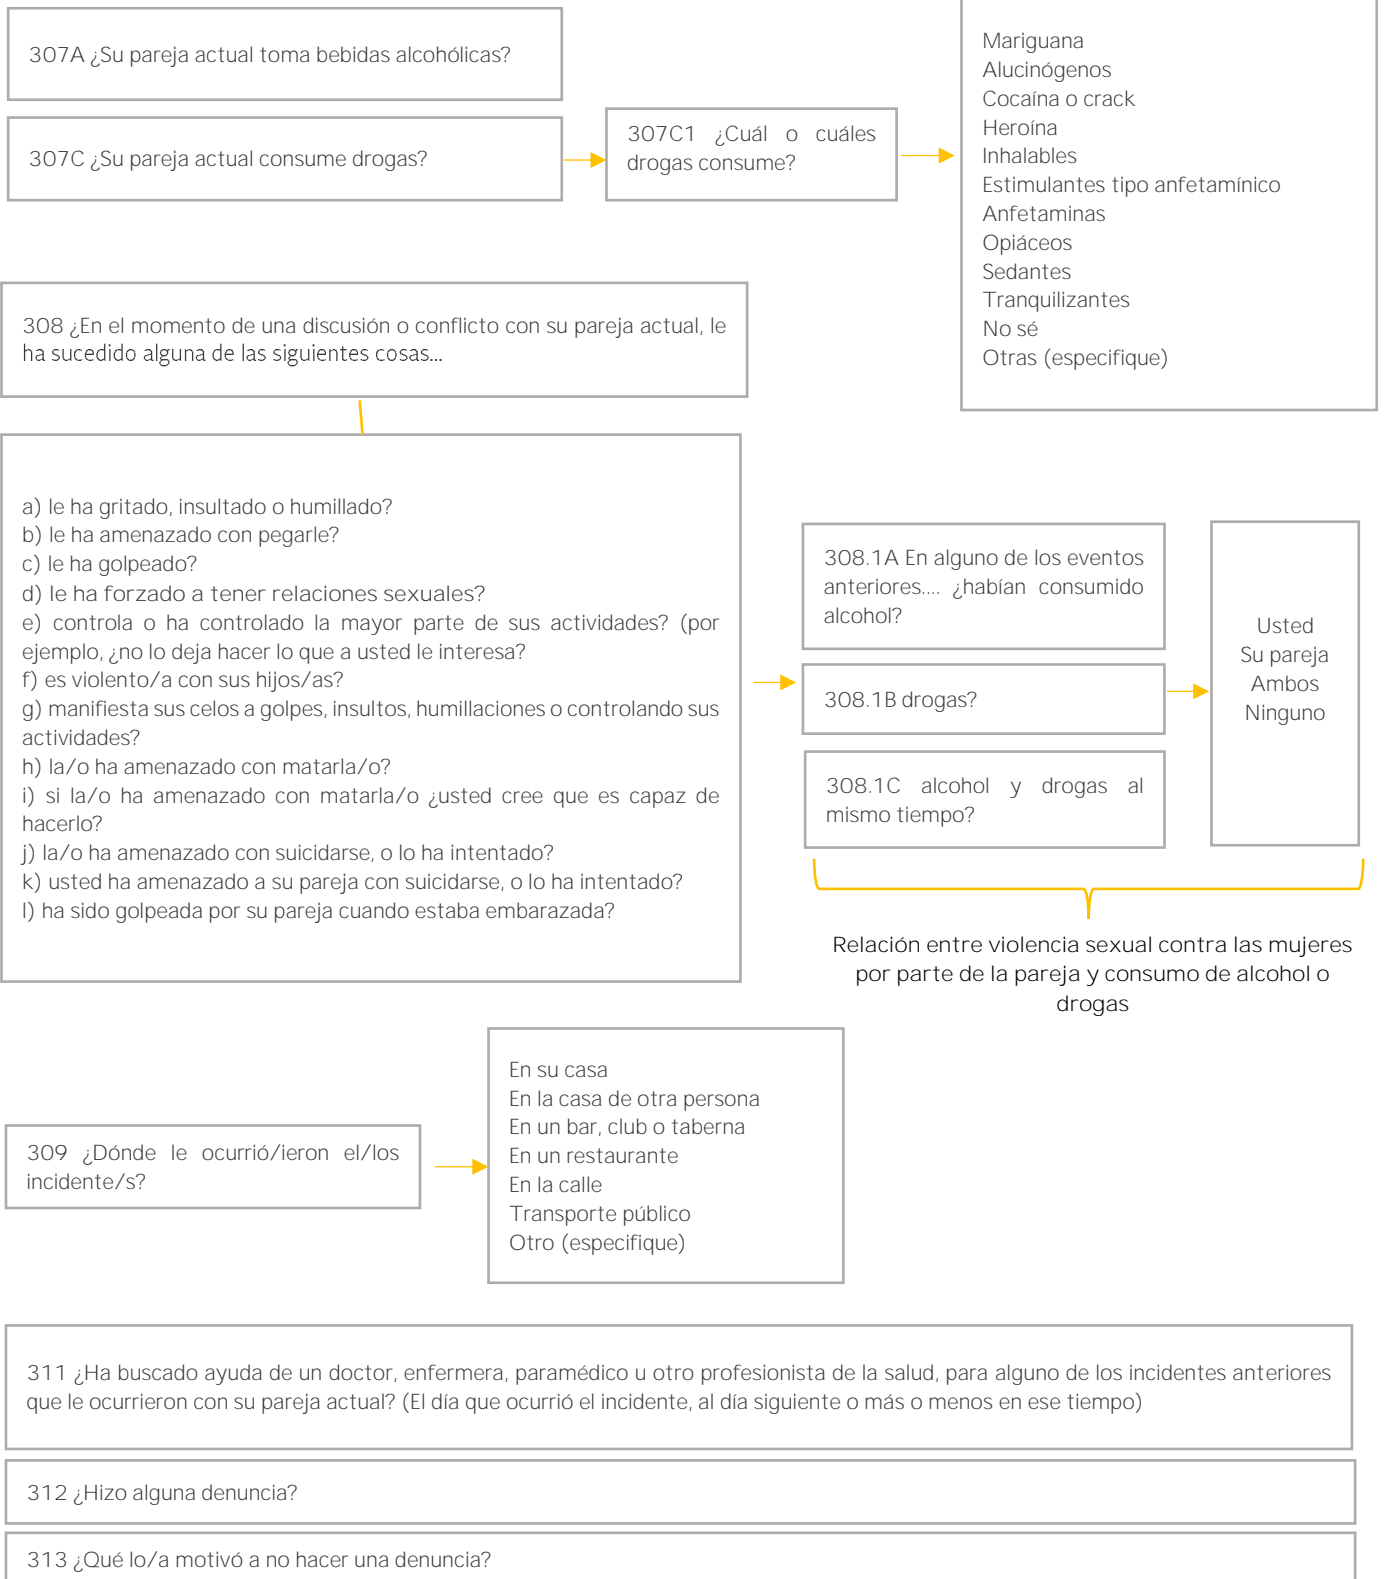 307A ¿Su pareja actual toma bebidas alcohólicas?
307C ¿Su pareja actual consume drogas?
307C1 ¿Cuál o cuáles
drogas consume?
Mariguana
Alucinógenos
Cocaína o crack
Heroína
Inhalables
Estimulantes tipo anfetamínico
Anfetaminas
Opiáceos
Sedantes
Tranquilizantes
No sé
Otras (especifique)
308 ¿En el momento de una discusión o conflicto con su pareja actual, le
ha sucedido alguna de las siguientes cosas...
a) le ha gritado, insultado o humillado?
b) le ha amenazado con pegarle?
c) le ha golpeado?
d) le ha forzado a tener relaciones sexuales?
e) controla o ha controlado la mayor parte de sus actividades? (por
ejemplo, ¿no lo deja hacer lo que a usted le interesa?
f) es violento/a con sus hijos/as?
g) manifiesta sus celos a golpes, insultos, humillaciones o controlando sus
actividades?
h) la/o ha amenazado con matarla/o?
i) si la/o ha amenazado con matarla/o ¿usted cree que es capaz de
hacerlo?
j) la/o ha amenazado con suicidarse, o lo ha intentado?
k) usted ha amenazado a su pareja con suicidarse, o lo ha intentado?
l) ha sido golpeada por su pareja cuando estaba embarazada?
308.1A En alguno de los eventos
anteriores.... ¿habían consumido
alcohol?
308.1B drogas?
308.1C alcohol y drogas al
mismo tiempo?
Usted
Su pareja
Ambos
Ninguno
Relación entre violencia sexual contra las mujeres
por parte de la pareja y consumo de alcohol o
drogas
309 ¿Dónde le ocurrió/ieron el/los
incidente/s?
En su casa
En la casa de otra persona
En un bar, club o taberna
En un restaurante
En la calle
Transporte público
Otro (especifique)
311 ¿Ha buscado ayuda de un doctor, enfermera, paramédico u otro profesionista de la salud, para alguno de los incidentes anteriores
que le ocurrieron con su pareja actual? (El día que ocurrió el incidente, al día siguiente o más o menos en ese tiempo)
312 ¿Hizo alguna denuncia?
313 ¿Qué lo/a motivó a no hacer una denuncia?